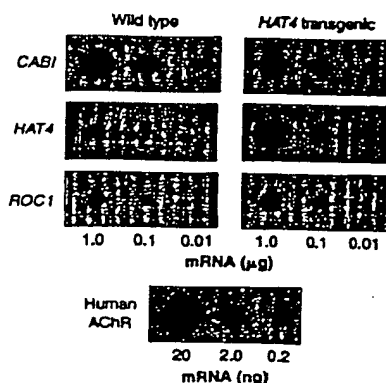 Wild type HAT4 transgenic
CABI
HAT4
ROC1
1.0 0.1 0.01 1.0 0.1 0.01
mRNA (μg)
Human
AChR
20 2.0 0.2
mRNA (ng)